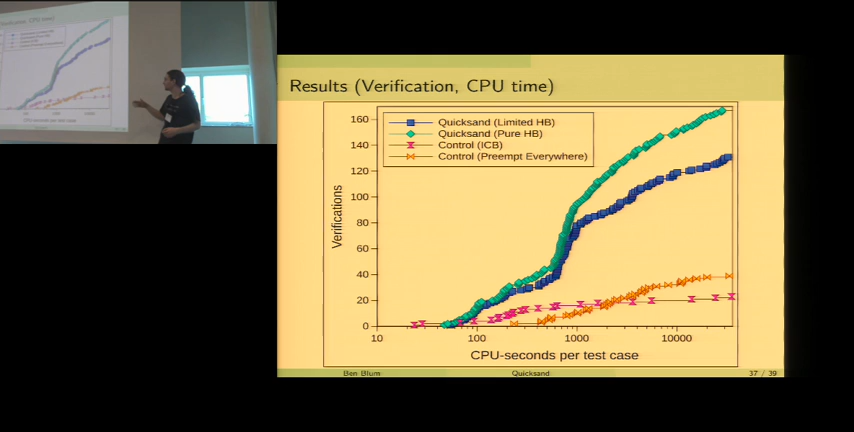 Results (Verification, CPU time)
Quicksand (Limited HB)
Quicksand (Pure HB)
Control (ICB)
Control (Preempt Everywhere)
Verifications
160
140
120
100
80
60
40
20
0
10
100
1000
10000
CPU-seconds per test case
Ben Blum
Quicksand
37 / 39